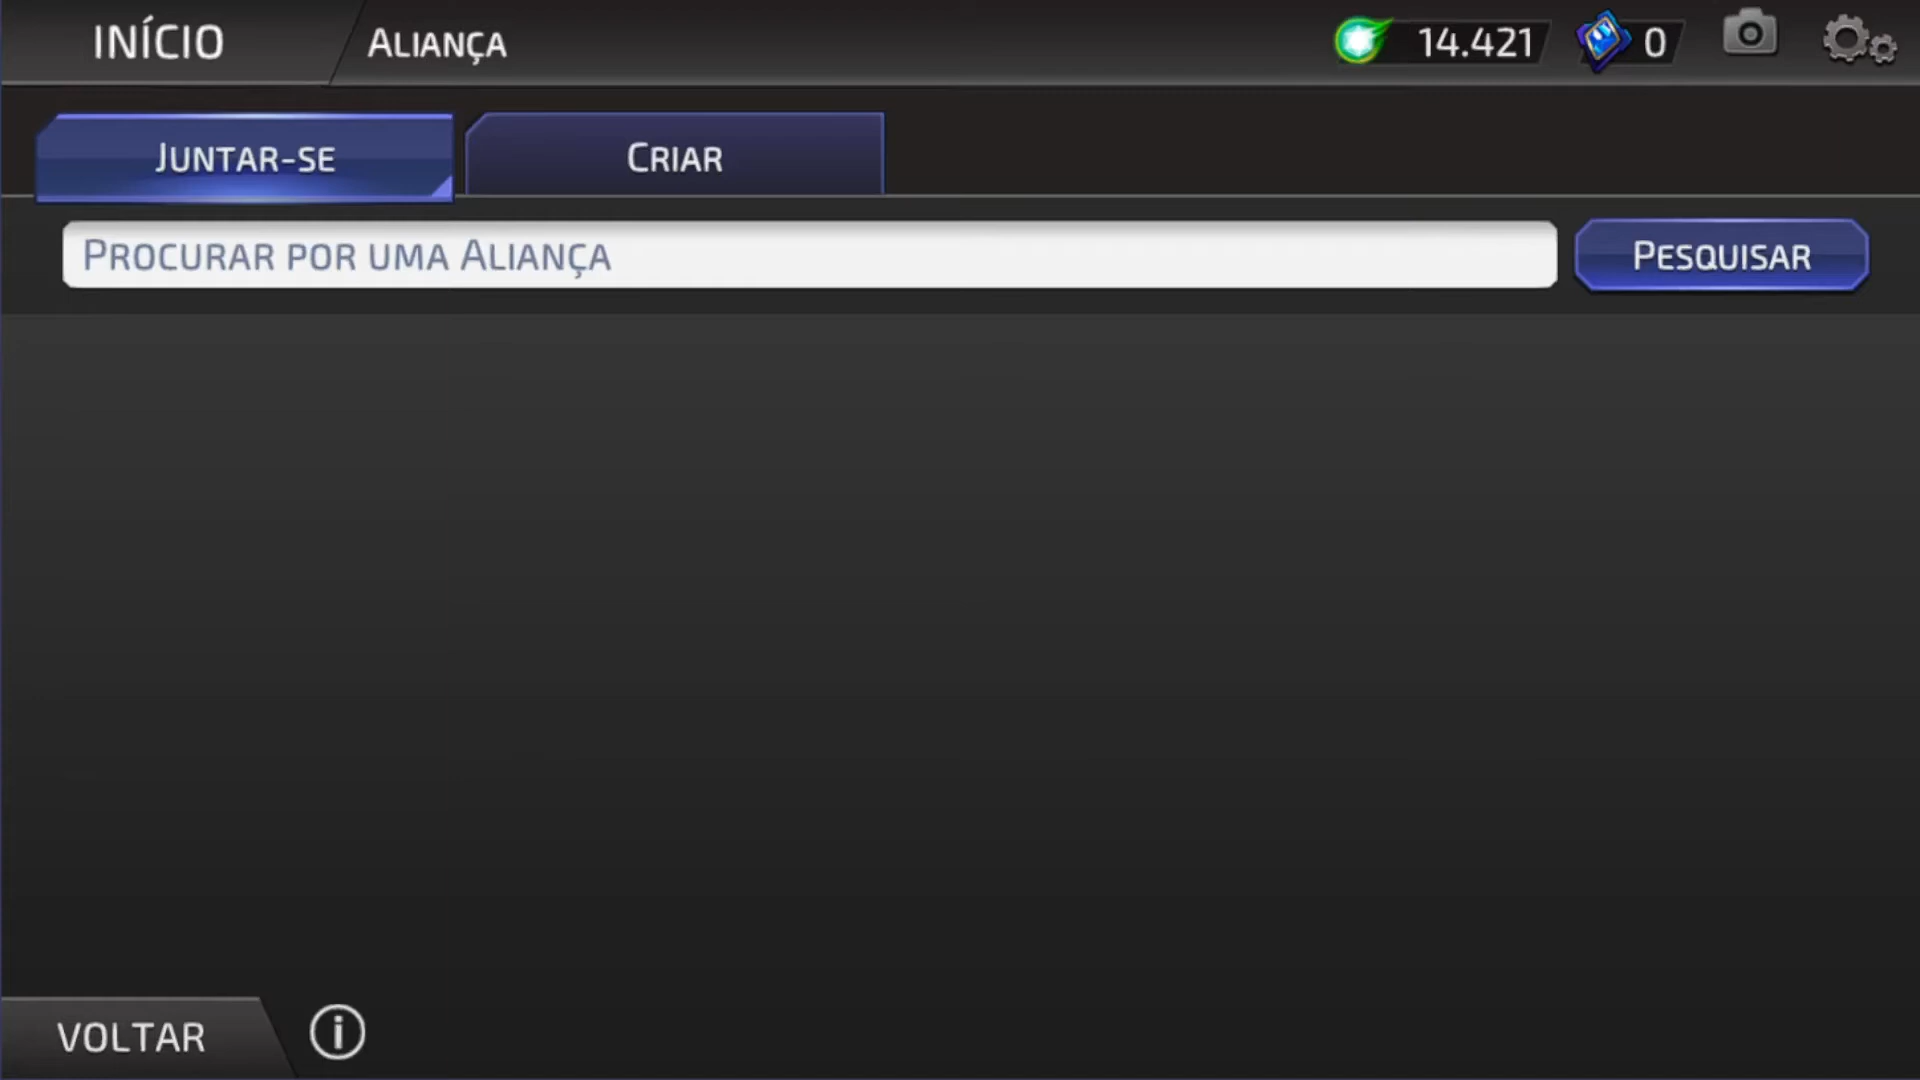 INÍCIO
ALIANÇA
14.421
0
JUNTAR-SE
CRIAR
PROCURAR POR UMA ALIANÇA
PESQUISAR
VOLTAR